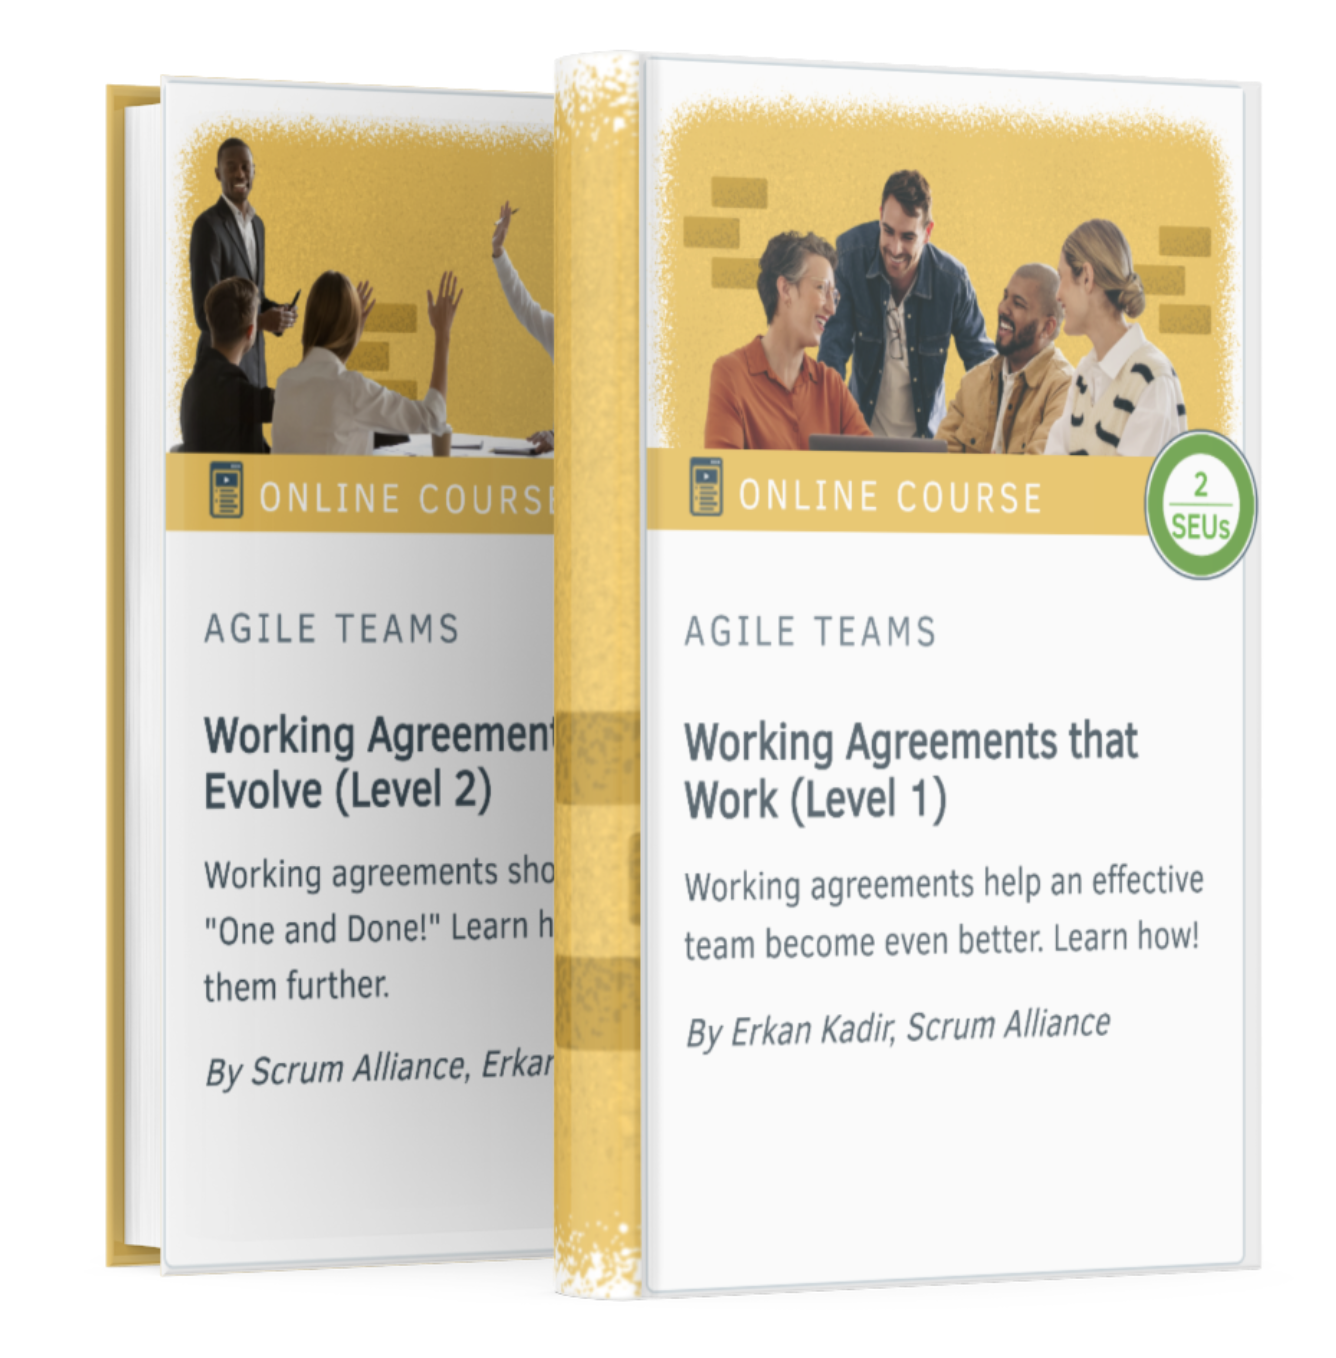 ONLINE COURSE
AGILE TEAMS
Working Agreement
Evolve (Level 2)
Working agreements
"One and Done!" Learn
them further.
By Scrum Alliance, Erkan
ONLINE COURSE
2
SEUs
AGILE TEAMS
Working Agreements that
Work (Level 1)
Working agreements help an effective
team become even better. Learn how!
By Erkan Kadir, Scrum Alliance